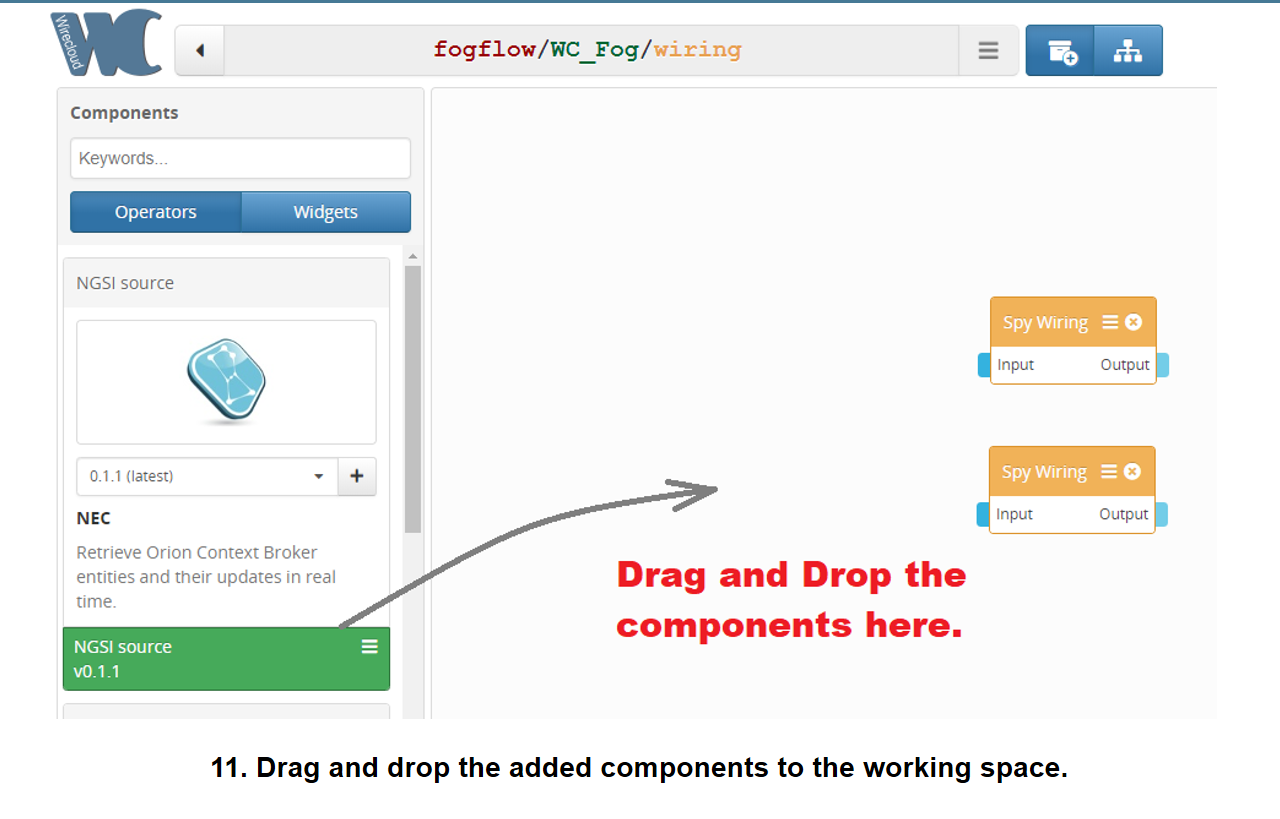 Wirecloud
WC
fogflow/WC_Fog/wiring
Components
Keywords...
Operators
Widgets
NGSI source
0.1.1 (latest)
NEC
Retrieve Orion Context Broker
entities and their updates in real
time.
NGSI source
v0.1.1
Spy Wiring
Input
Output
Spy Wiring
Input
Output
Drag and Drop the
components here.
11. Drag and drop the added components to the working space.